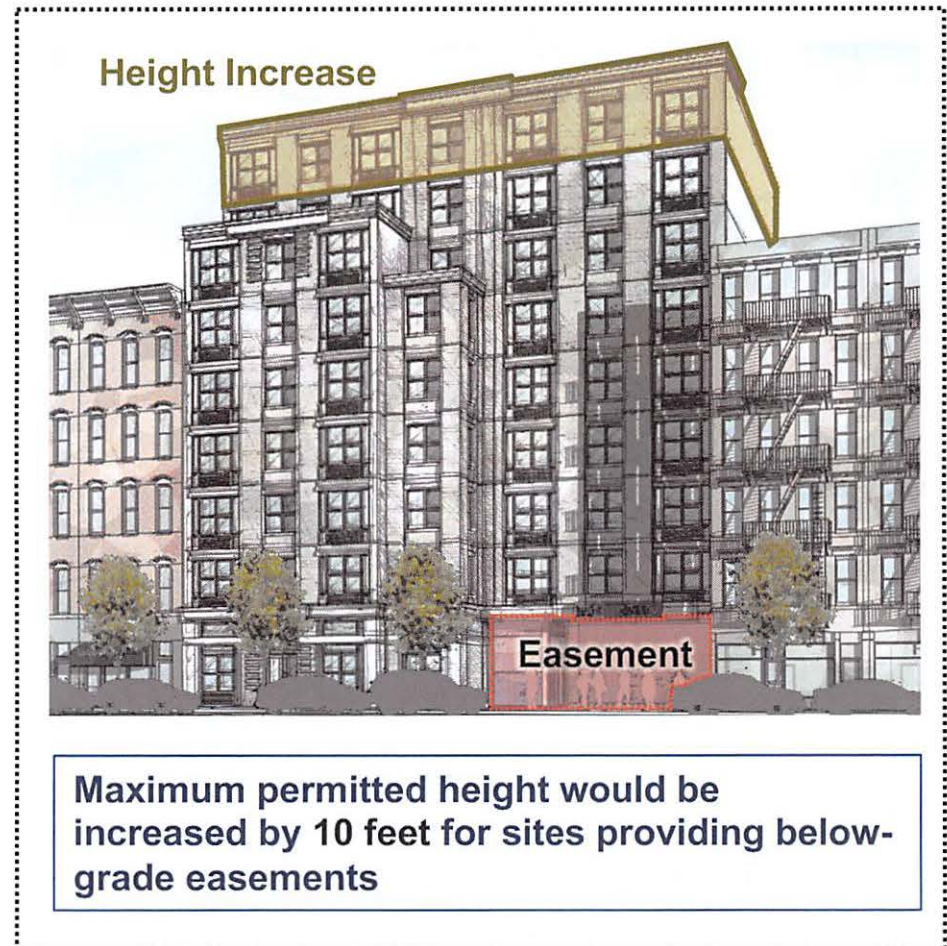 Height Increase
Easement
Maximum permitted height would be
increased by 10 feet for sites providing below-
grade easements